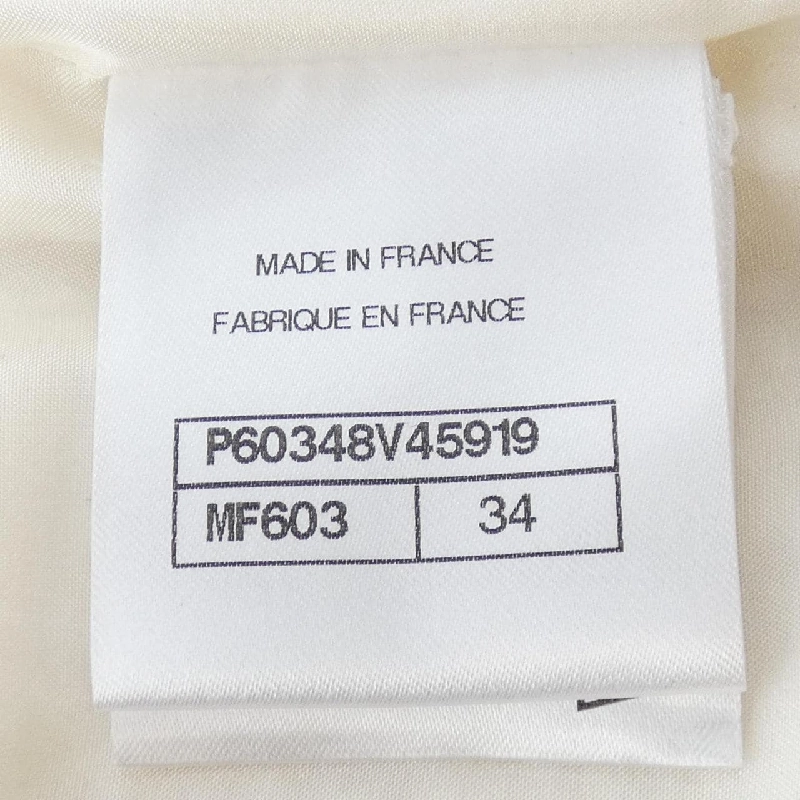 MADE IN FRANCE
FABRIQUE EN FRANCE
P60348V45919
MF603 34